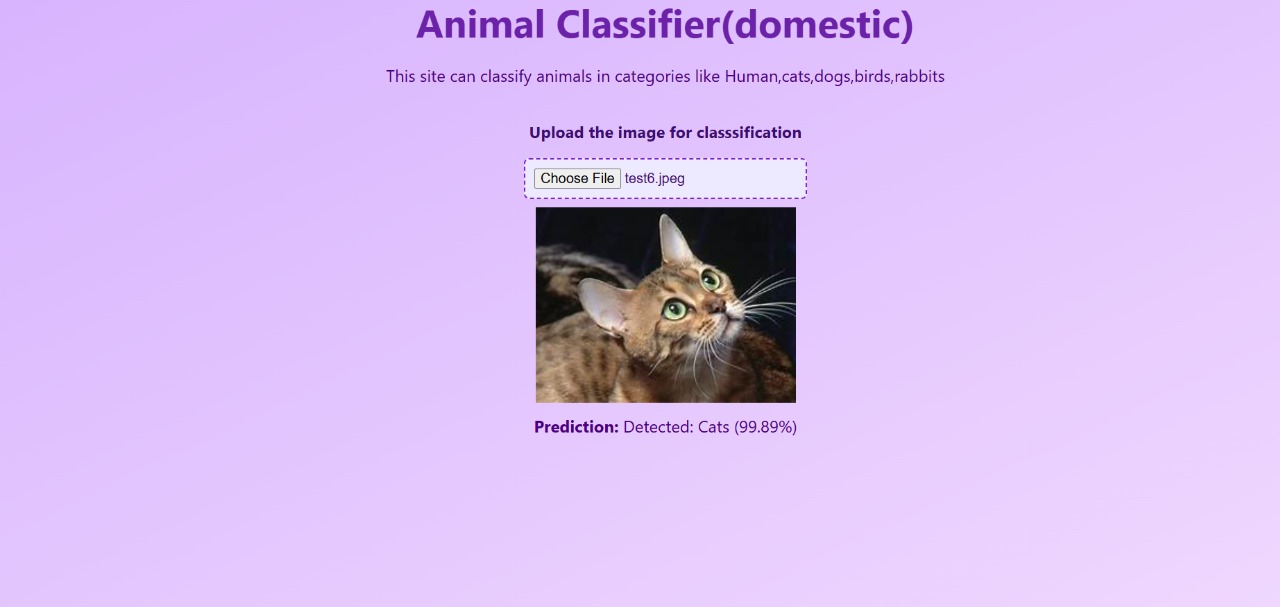 Animal Classifier(domestic)
This site can classify animals in categories like Human,cats,dogs,birds,rabbits
Upload the image for classsification
Choose File test6.jpeg
Prediction: Detected: Cats (99.89%)